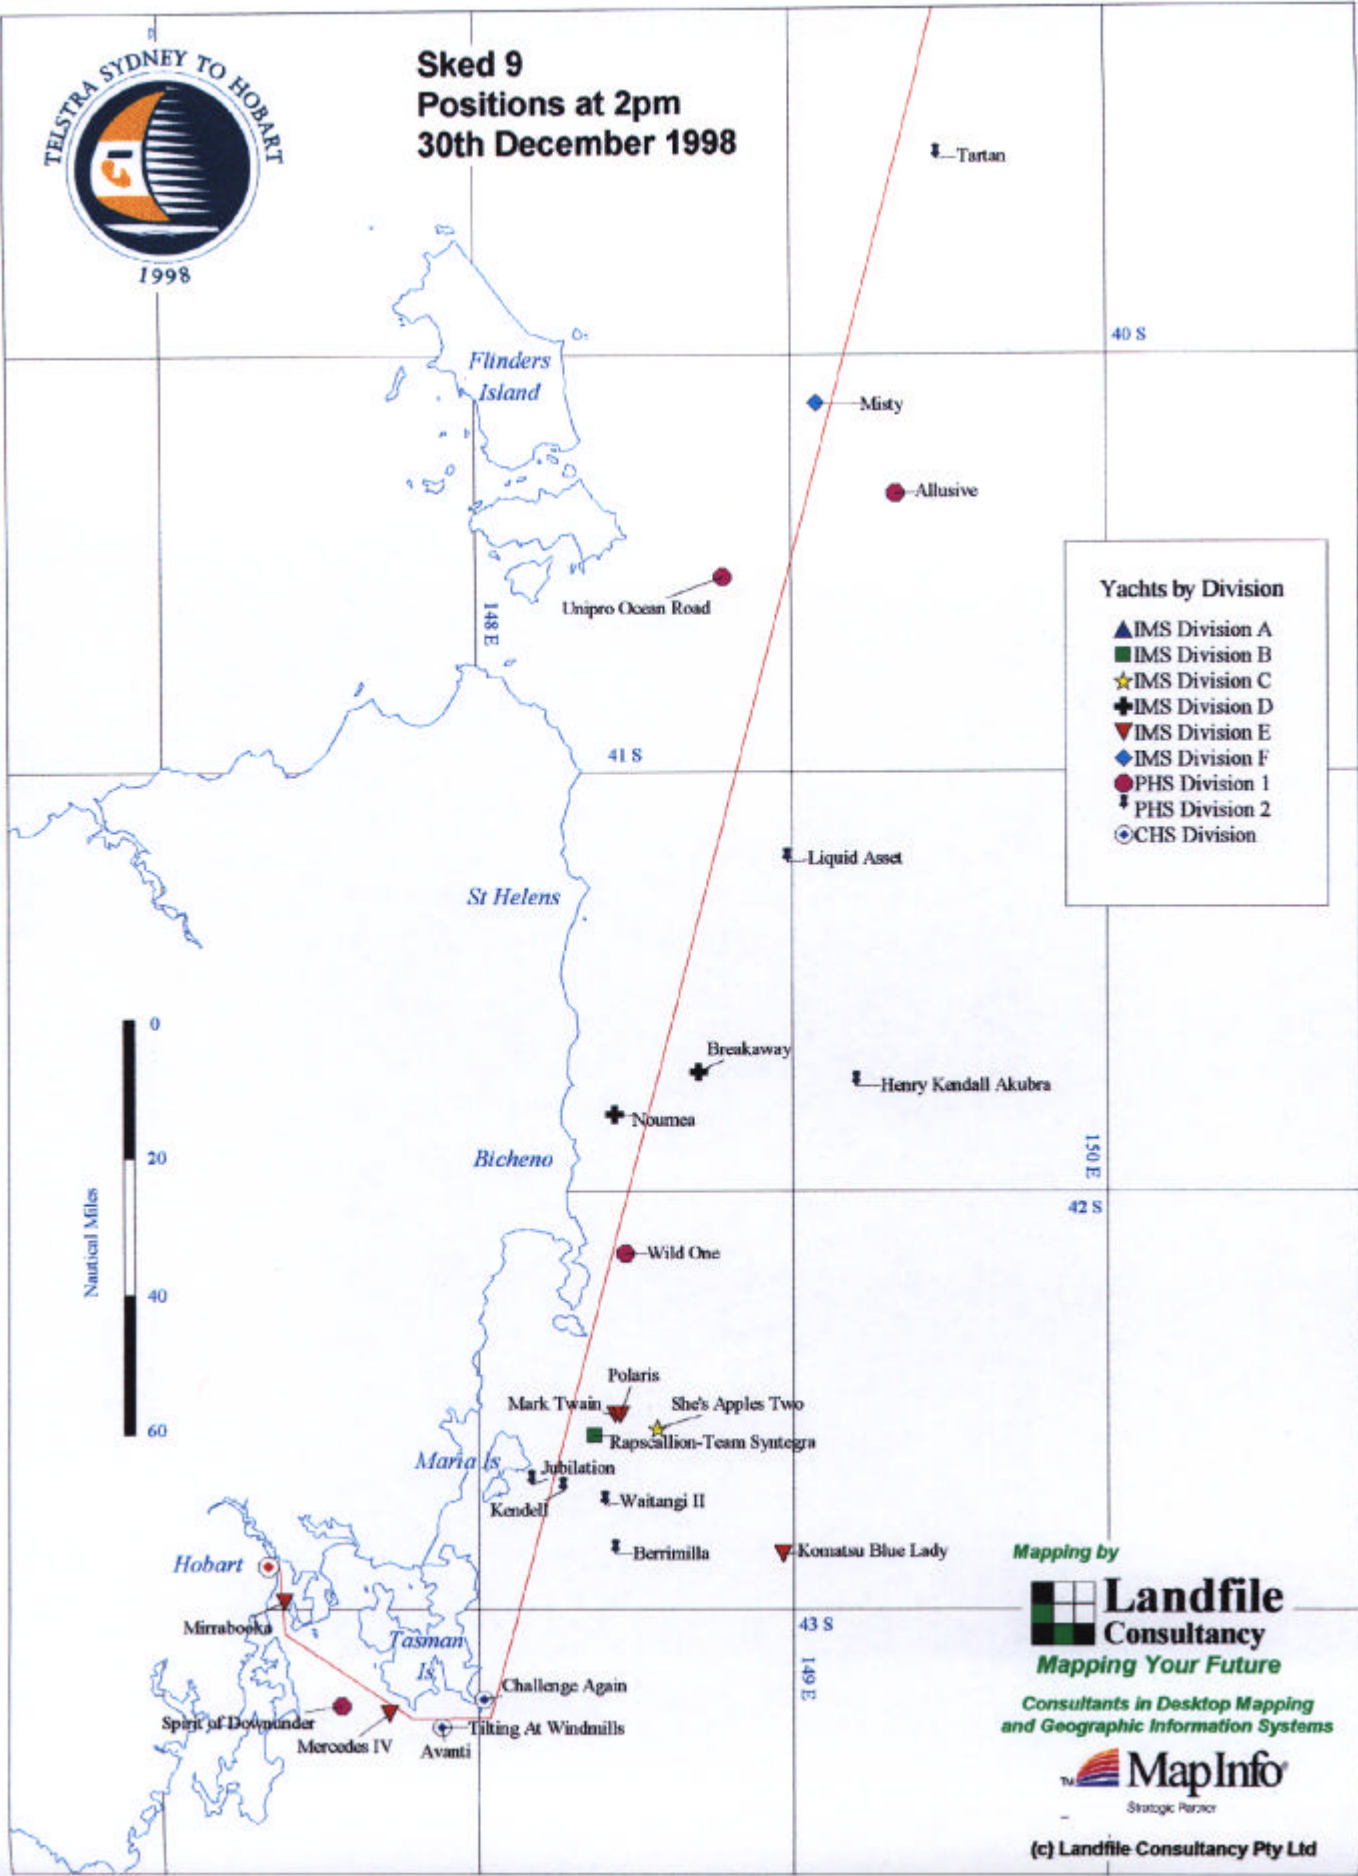 TELSTRA SYDNEY TO HOBART
1998
Sked 9
Positions at 2pm
30th December 1998
Tartan
40 S
Flinders
Island
Misty
Allusive
Unipro Ocean Road
148 E
Yachts by Division
IMS Division A
IMS Division B
IMS Division C
IMS Division D
IMS Division E
IMS Division F
PHS Division 1
PHS Division 2
CHS Division
41 S
Liquid Asset
St Helens
0
20
40
60
Nautical Miles
Breakaway
Henry Kendall Akubra
Noumea
Bicheno
150 E
42 S
Wild One
Polaris
Mark Twain
She's Apples Two
Rapscallion-Team Syntegra
Maria Is
Jubilation
Kendell
Waitangi II
Berrimilla
Komatsu Blue Lady
Hobart
Mirrabooka
43 S
149 E
Tasman
Is
Challenge Again
Spirit of Downunder
Tilting At Windmills
Mercedes IV
Avanti
Mapping by
Landfile
Consultancy
Mapping Your Future
Consultants in Desktop Mapping
and Geographic Information Systems
TM
MapInfo
Strategic Partner
(c) Landfile Consultancy Pty Ltd